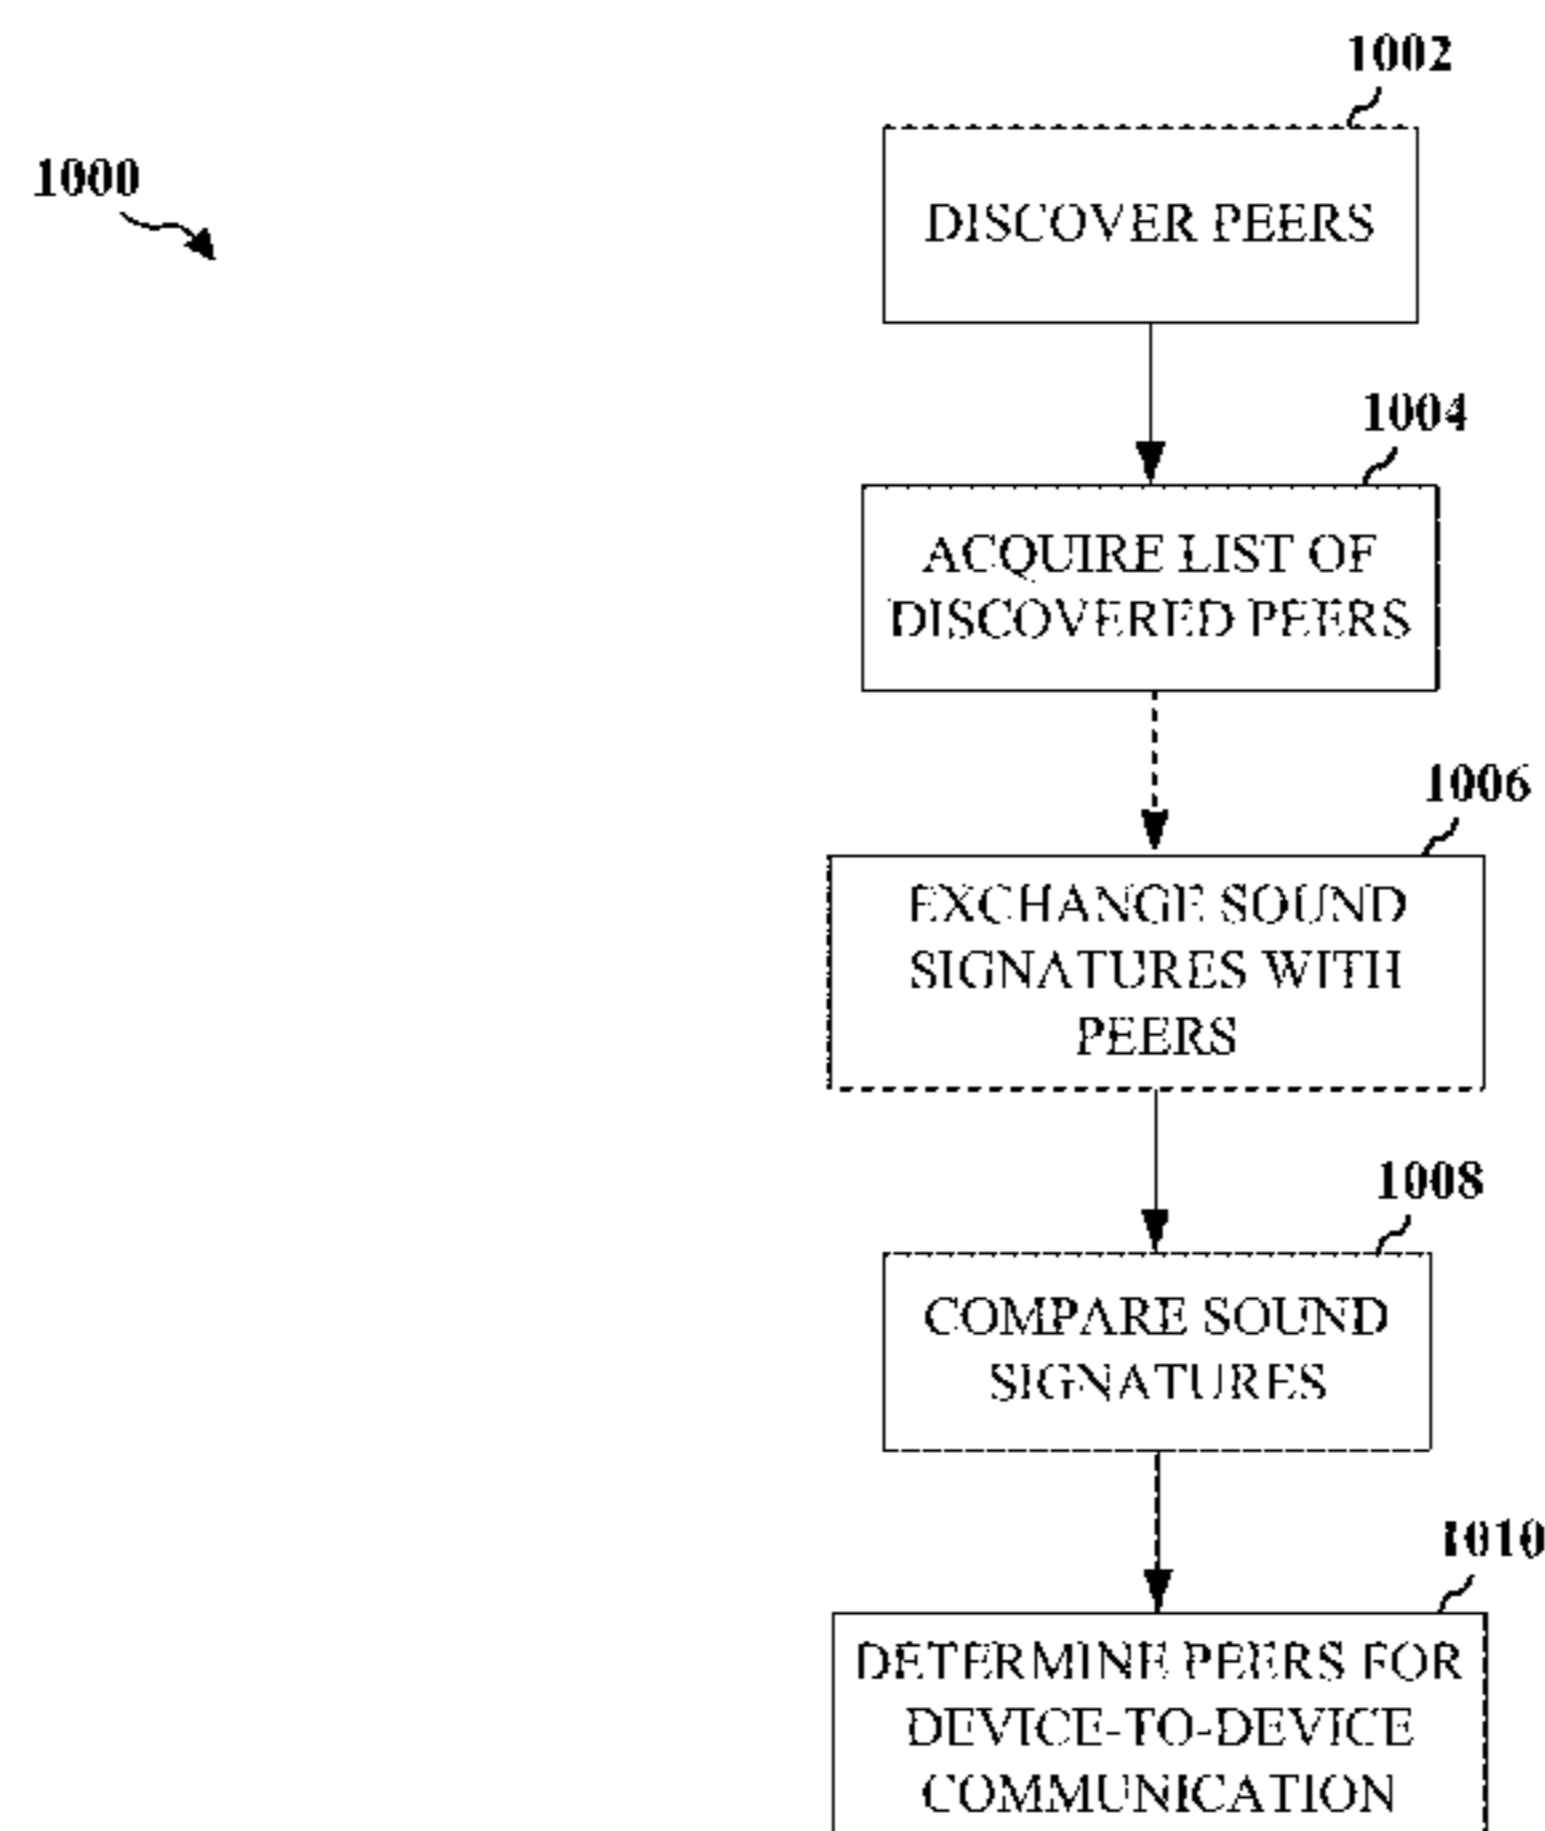 1002
1000
DISCOVER PEERS
1004
ACQUIRE LIST OF
DISCOVERED PEERS
1006
EXCHANGE SOUND
SIGNATURES WITH
PEERS
1008
COMPARE SOUND
SIGNATURES
1010
DETERMINE PEERS FOR
DEVICE-TO-DEVICE
COMMUNICATION